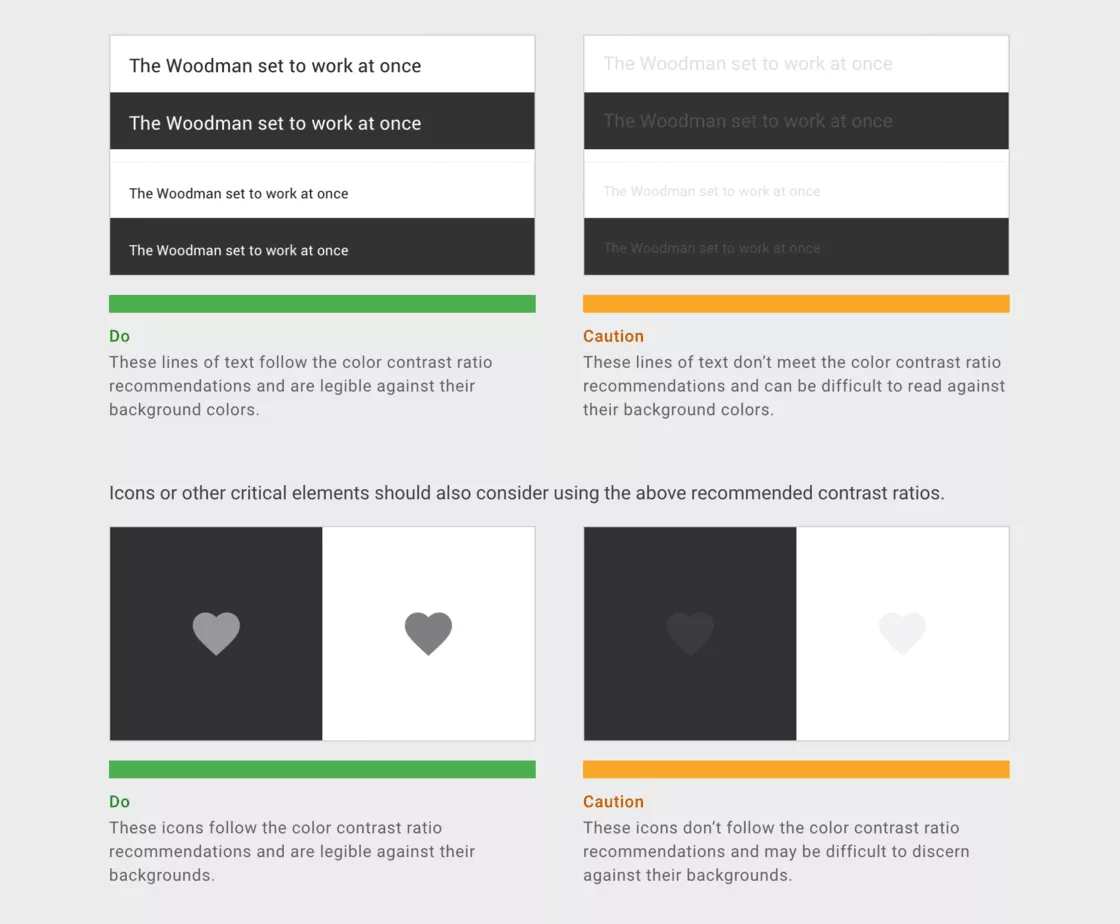 The Woodman set to work at once
The Woodman set to work at once
The Woodman set to work at once
The Woodman set to work at once
Do
These lines of text follow the color contrast ratio
recommendations and are legible against their
background colors.
The Woodman set to work at once
The Woodman set to work at once
The Woodman set to work at once
The Woodman set to work at once
Caution
These lines of text don’t meet the color contrast ratio
recommendations and can be difficult to read against
their background colors.
Icons or other critical elements should also consider using the above recommended contrast ratios.
Do
These icons follow the color contrast ratio
recommendations and are legible against their
backgrounds.
Caution
These icons don’t follow the color contrast ratio
recommendations and may be difficult to discern
against their backgrounds.